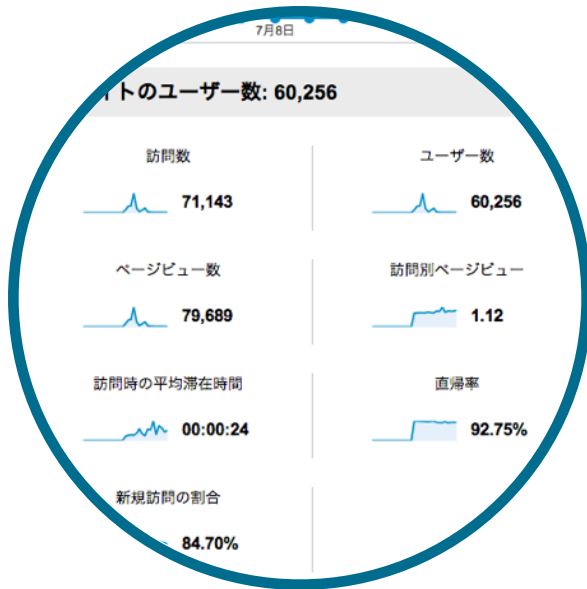 7月8日
イトのユーザー数: 60,256
訪問数
71,143
ユーザー数
60,256
ページビュー数
79,689
訪問別ページビュー
1.12
訪問時の平均滞在時間
00:00:24
直帰率
92.75%
新規訪問の割合
84.70%